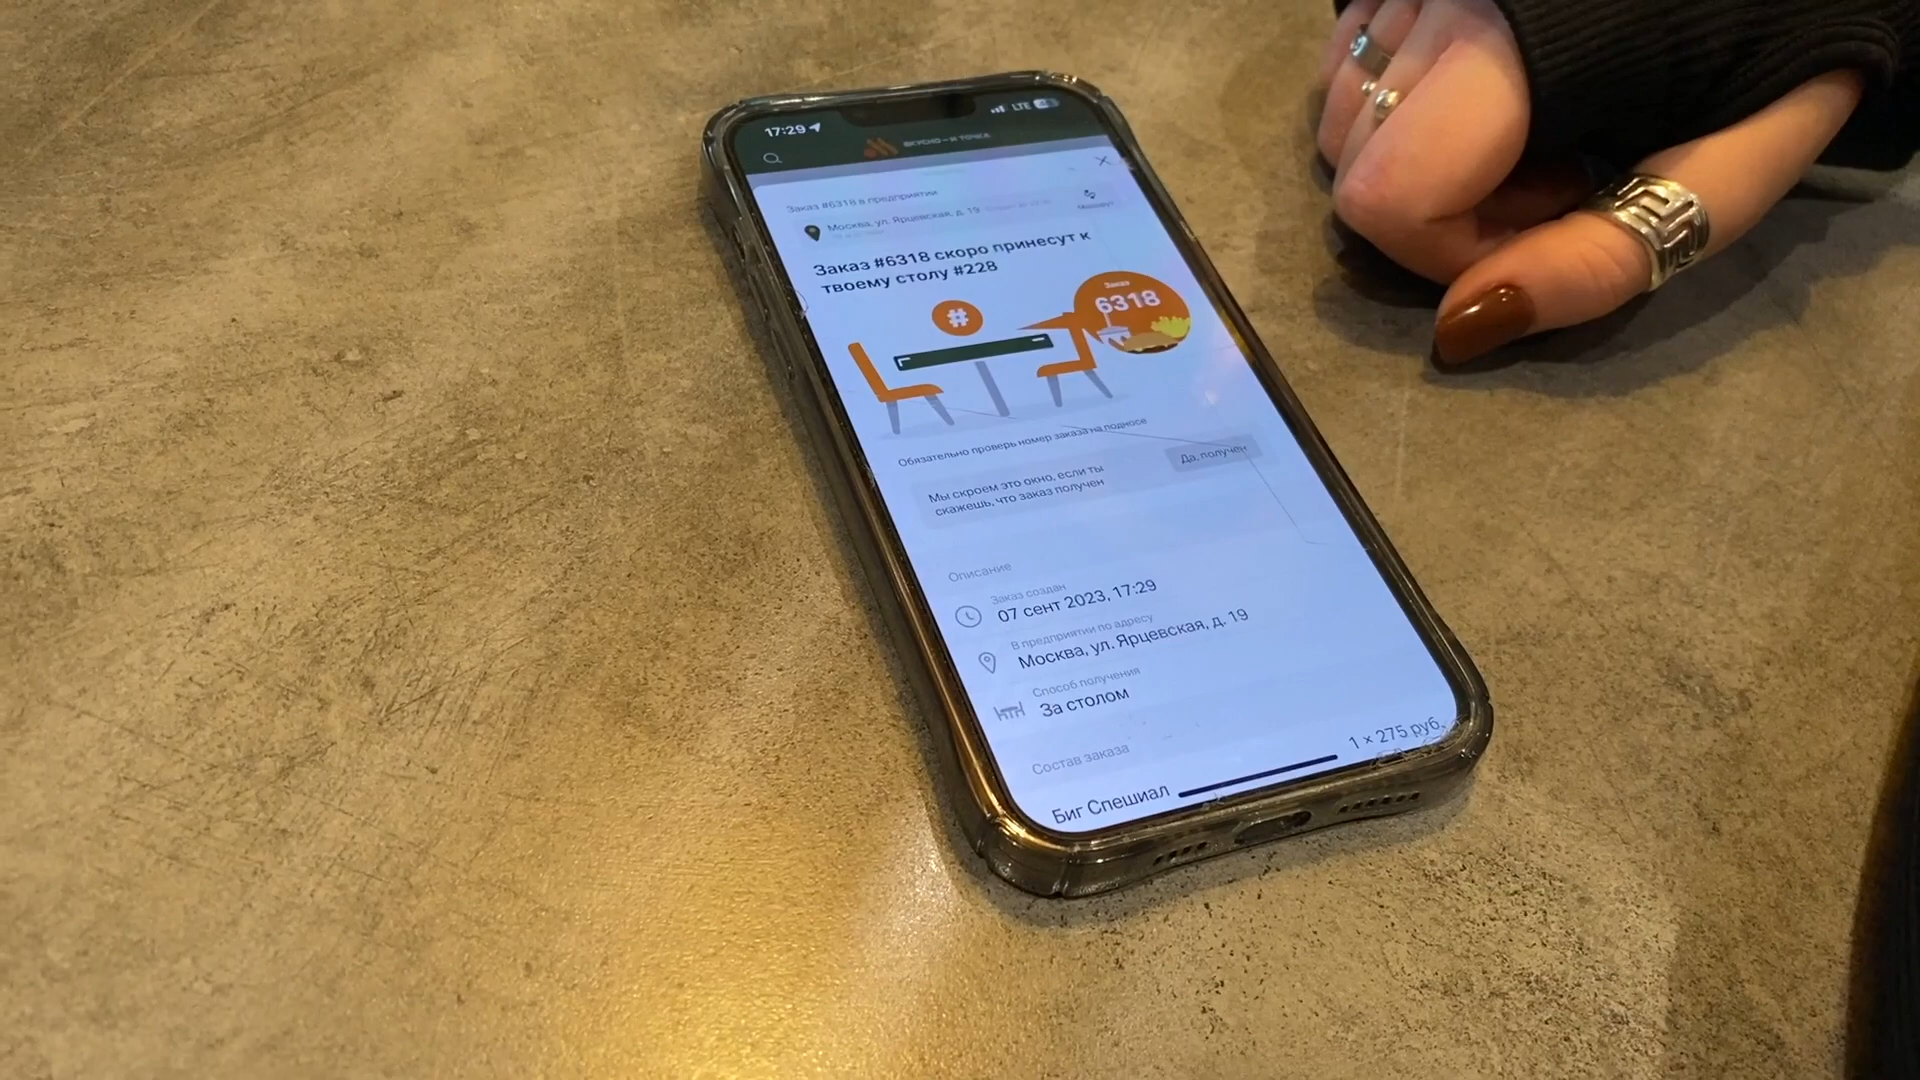 17:29
LTE
ВКУСНО — И ТОЧКА
Заказ #6318 в предприятии
Москва, ул. Ярцевская, д. 19
Маршрут
Заказ #6318 скоро принесут к
твоему столу #228
#
Заказ
6318
Обязательно проверь номер заказа на подносе
Мы скроем это окно, если ты
скажешь, что заказ получен
Да, получен
Описание
Заказ создан
07 сент 2023, 17:29
В предприятии по адресу
Москва, ул. Ярцевская, д. 19
Способ получения
За столом
Состав заказа
Биг Спешиал
1 × 275 руб.